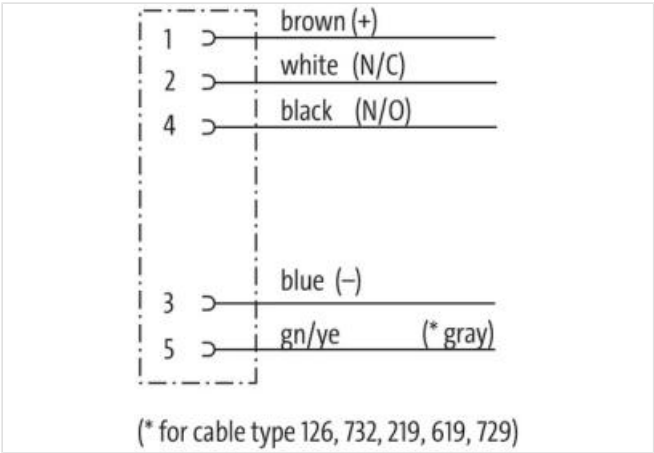 1 brown (+)
2 white (N/C)
4 black (N/O)
3 blue (–)
5 gn/ye (* gray)
(* for cable type 126, 732, 219, 619, 729)